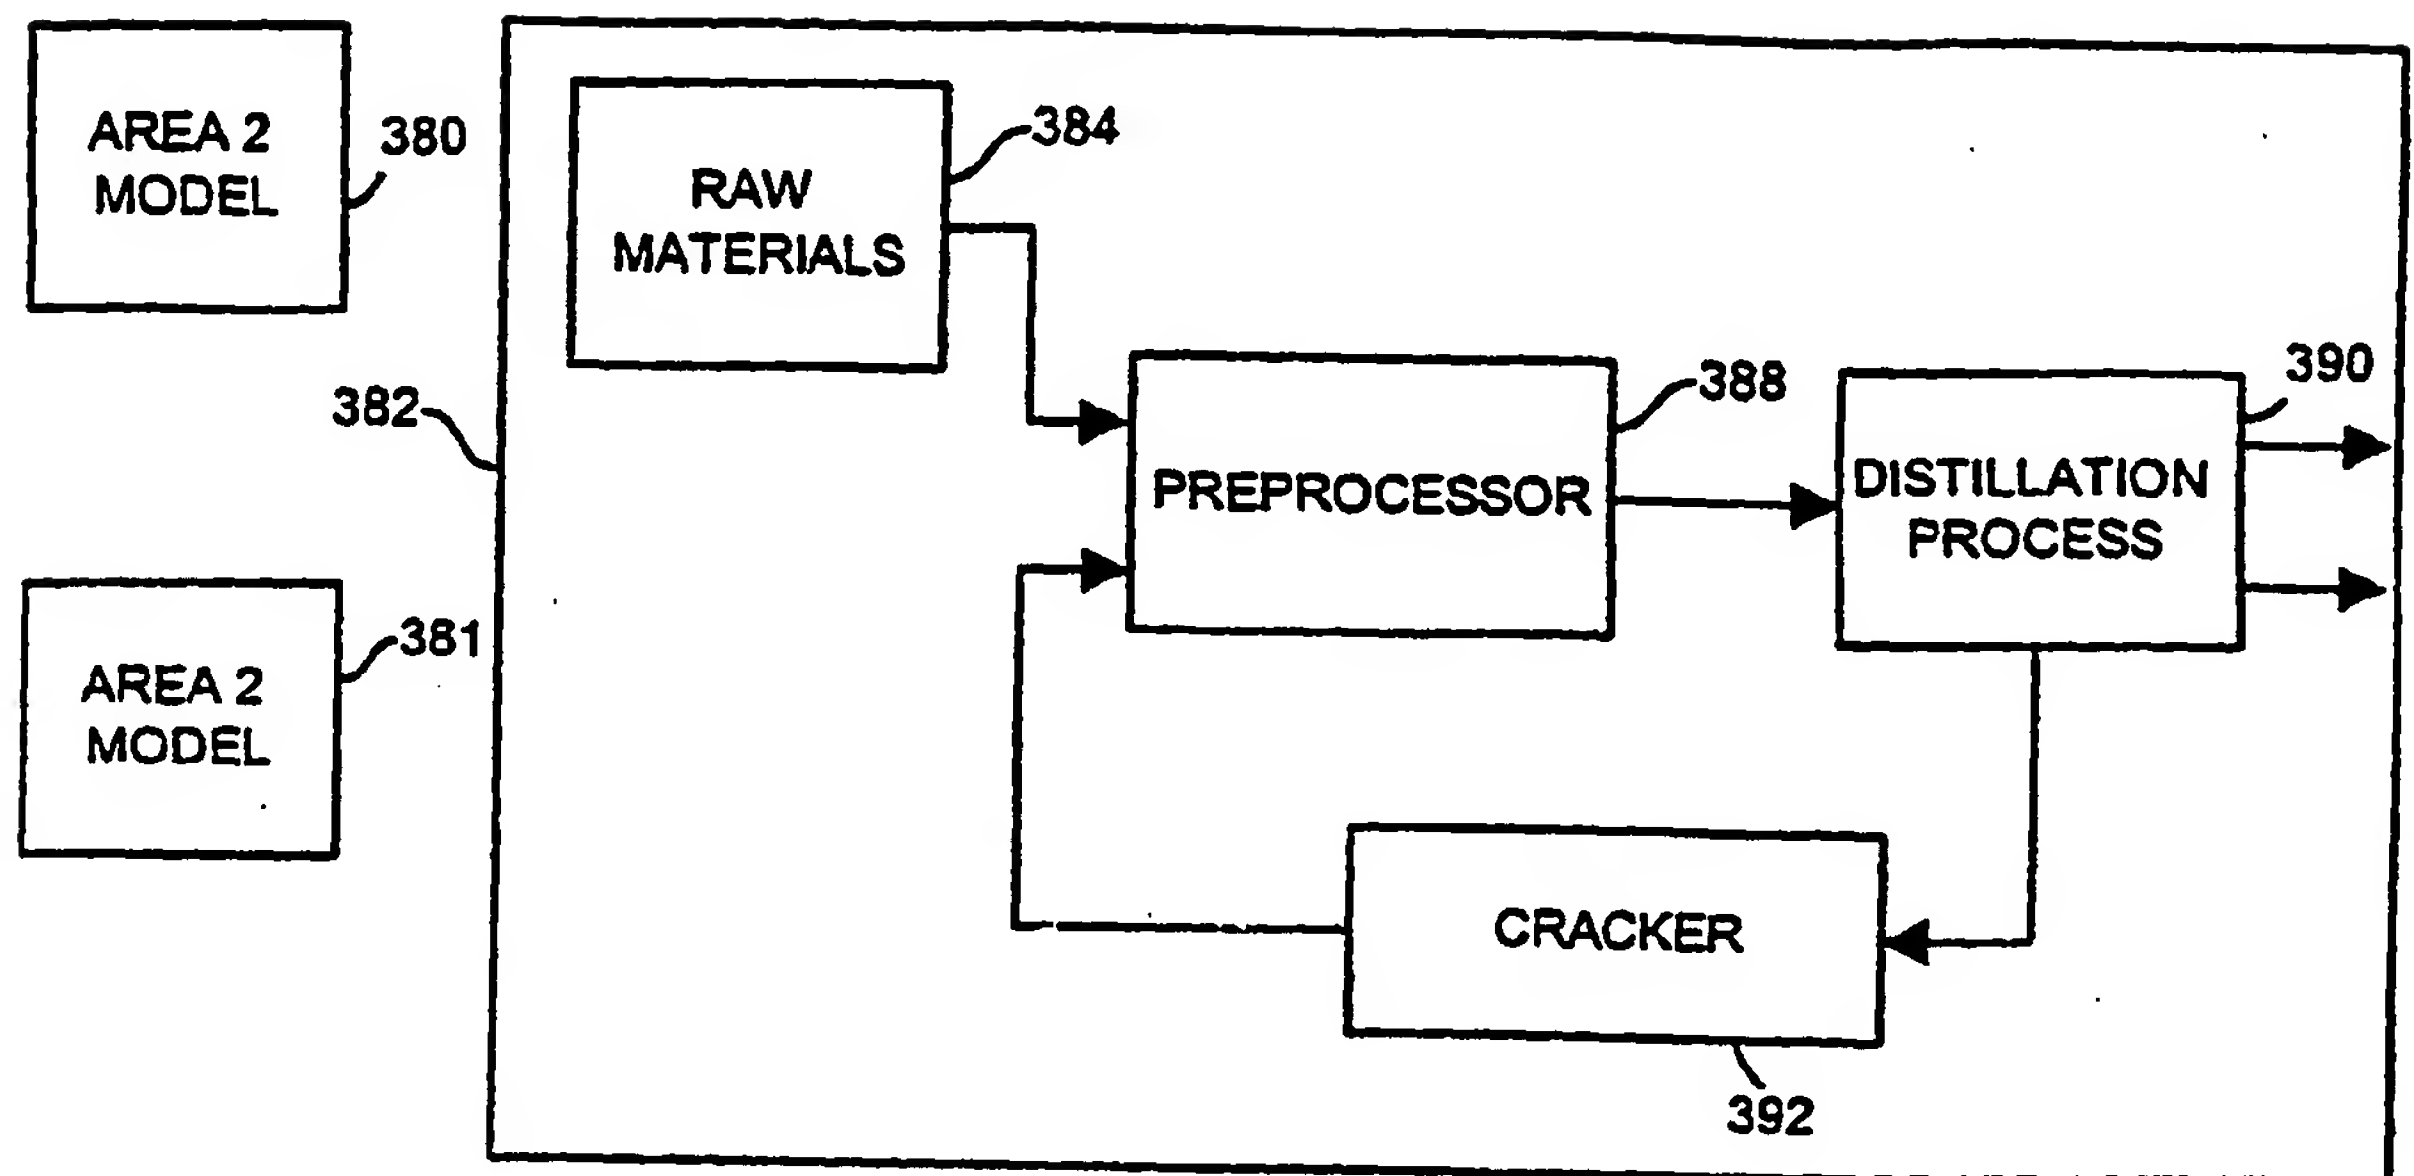 AREA 2
MODEL
380
RAW
MATERIALS
384
382
PREPROCESSOR
388
DISTILLATION
PROCESS
390
AREA 2
MODEL
381
CRACKER
392